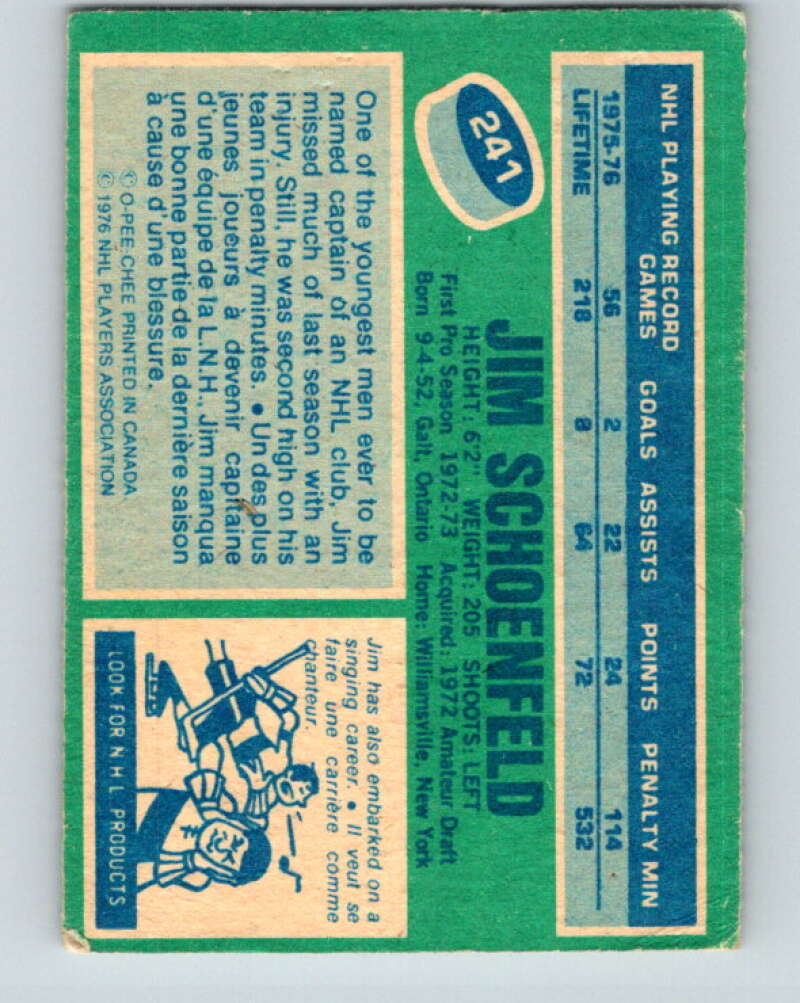 NHL PLAYING RECORD
GAMES GOALS ASSISTS POINTS PENALTY MIN
1975-76 56 2 22 24 114
LIFETIME 218 8 64 72 532
241
JIM SCHOENFELD
HEIGHT: 6'2" WEIGHT: 205 SHOOTS: LEFT
First Pro Season 1972-73 Acquired: 1972 Amateur Draft
Born 9-4-52, Galt, Ontario Home: Williamsville, New York
One of the youngest men ever to be
named captain of an NHL club, Jim
missed much of last season with an
injury. Still, he was second high on his
team in penalty minutes. • Un des plus
jeunes joueurs à devenir capitaine
d'une équipe de la L.N.H., Jim manqua
une bonne partie de la dernière saison
à cause d'une blessure.
© O-PEE-CHEE PRINTED IN CANADA
© 1976 NHL PLAYERS ASSOCIATION
Jim has also embarked on a
singing career. • Il veut se
faire une carrière comme
chanteur.
LOOK FOR NHL PRODUCTS